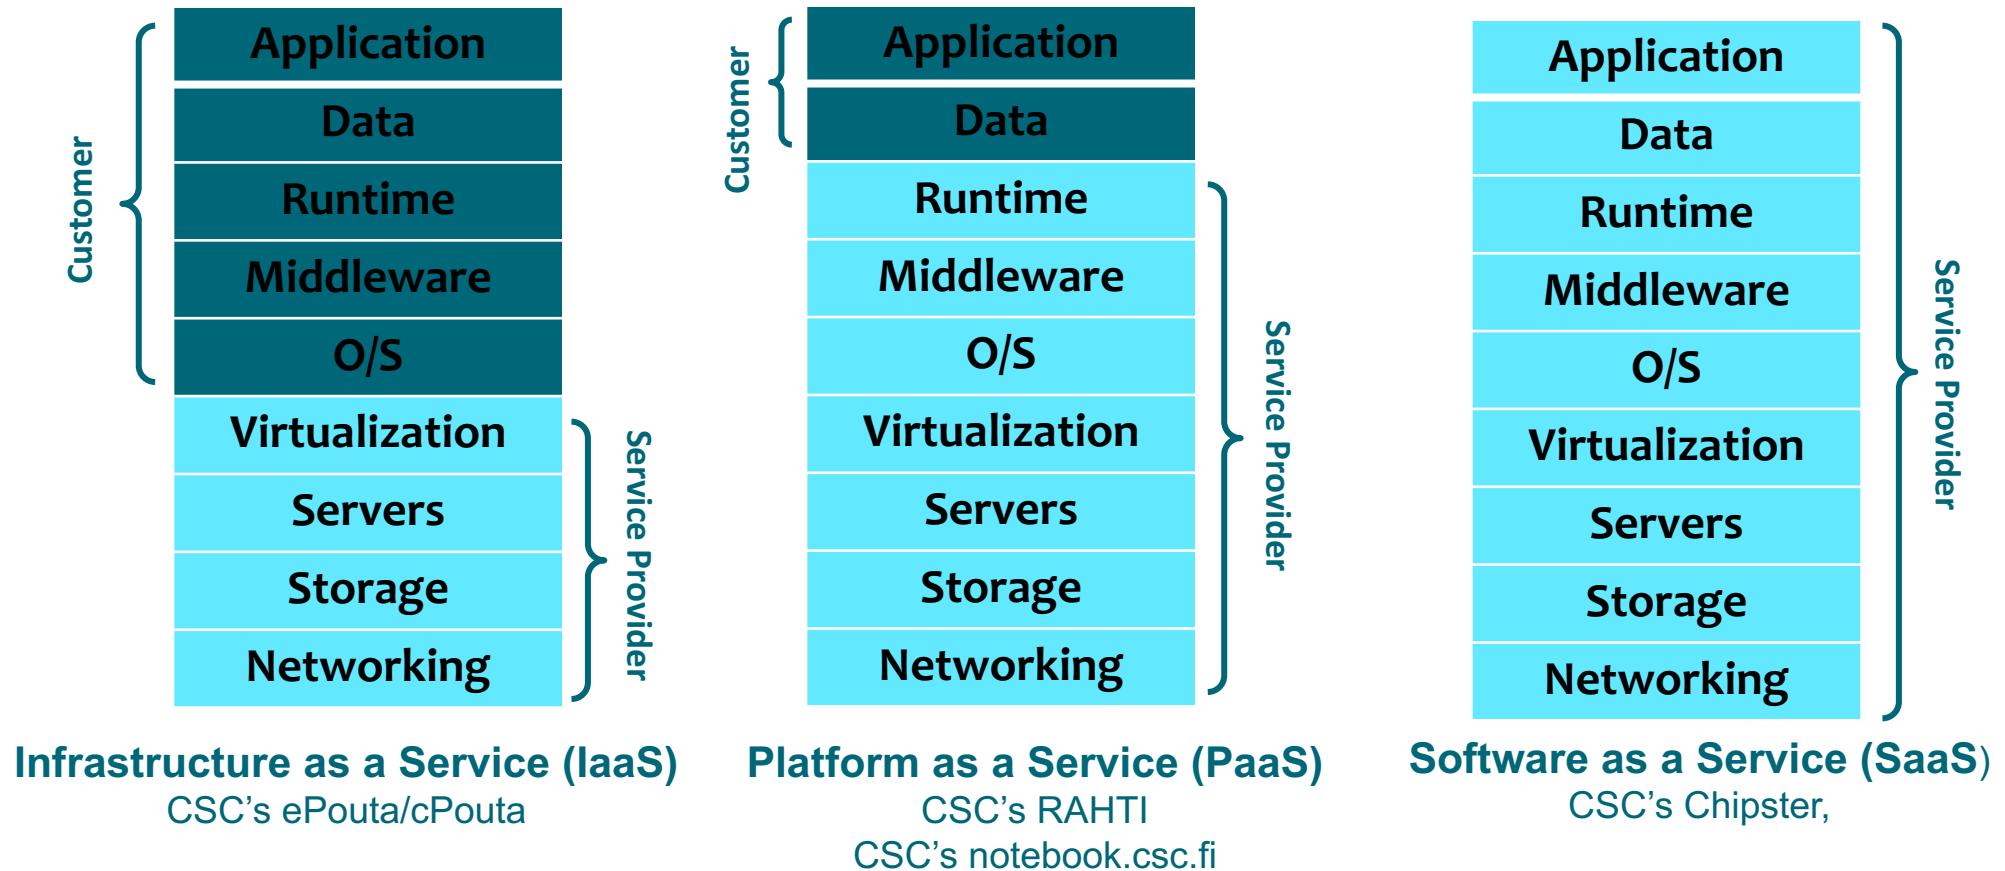 Customer
Application
Data
Runtime
Middleware
O/S
Virtualization
Servers
Storage
Networking
Service Provider
Infrastructure as a Service (IaaS)
CSC’s ePouta/cPouta
Customer
Application
Data
Runtime
Middleware
O/S
Virtualization
Servers
Storage
Networking
Service Provider
Platform as a Service (PaaS)
CSC’s RAHTI
CSC’s notebook.csc.fi
Application
Data
Runtime
Middleware
O/S
Virtualization
Servers
Storage
Networking
Service Provider
Software as a Service (SaaS)
CSC’s Chipster,